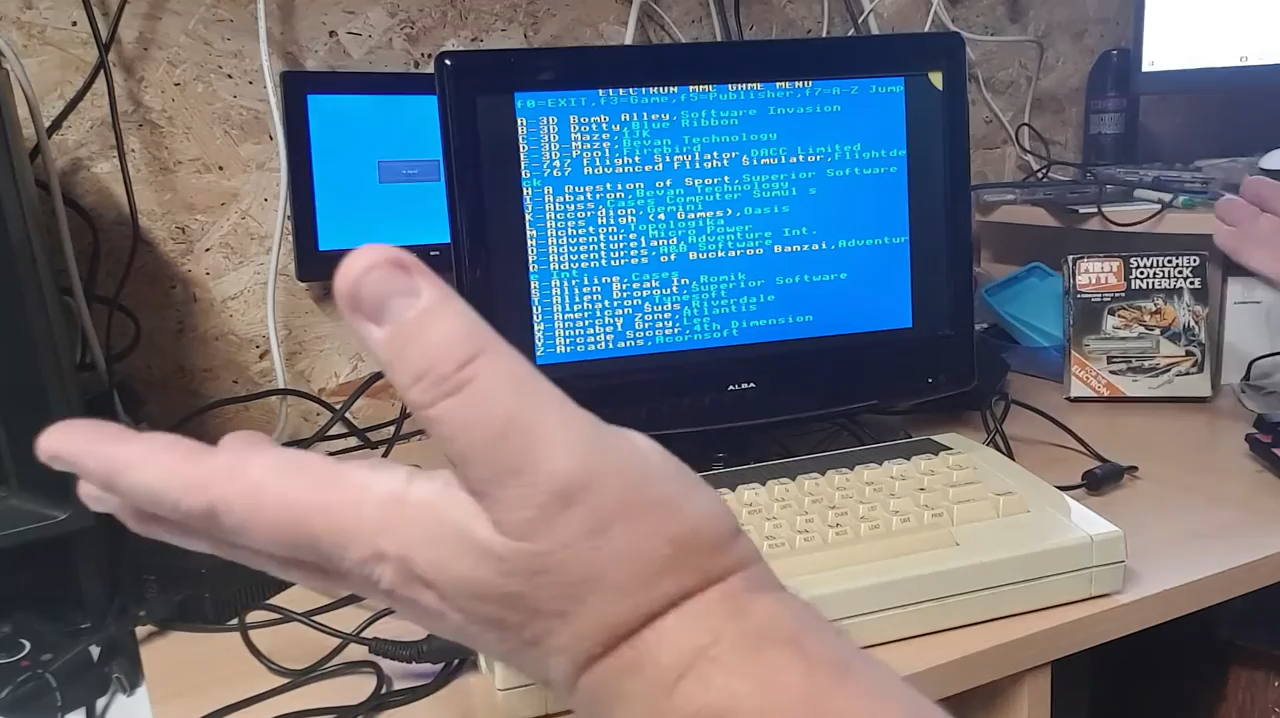 ELECTRON MMC GAME MENU
f0=EXIT,f3=Game,f5=Publisher,f7=A-Z Jump
A-3D Bomb Alley,Software Invasion
B-3D Dotty,Blue Ribbon
C-3D Maze,IJK
D-3D-Maze,Bevan Technology
E-3D-Pool,Firebird
F-747 Flight Simulator,DACC Limited
G-767 Advanced Flight Simulator,Flightde
ck
H-A Question of Sport,Superior Software
I-Aabatron,Bevan Technology
J-Abyss,Cases Computer Simul s
K-Accordion,Gemini
L-Aces High (4 Games),Oasis
M-Acheton,Topologika
N-Adventure,Micro Power
O-Adventureland,Adventure Int.
P-Adventures,A&B Software
Q-Adventures of Buckaroo Banzai,Adventur
e Int.
R-Airline,Cases
S-Alien Break In,Romik
T-Alien Dropout,Superior Software
U-Alphatron,Tynesoft
V-American Suds,Riverdale
W-Anarchy Zone,Atlantis
X-Annabel Gray,Lee
Y-Arcade Soccer,4th Dimension
Z-Arcadians,Acornsoft
ALBA
FIRST
BYTE
SWITCHED
JOYSTICK
INTERFACE
FOR THE
ELECTRON